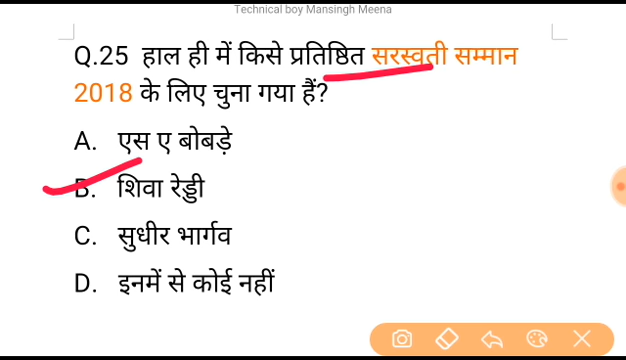 Technical boy Mansingh Meena
Q.25 हाल ही में किसे प्रतिष्ठित सरस्वती सम्मान
2018 के लिए चुना गया हैं?
A. एस ए बोबड़े
B. शिवा रेड्डी
C. सुधीर भार्गव
D. इनमें से कोई नहीं